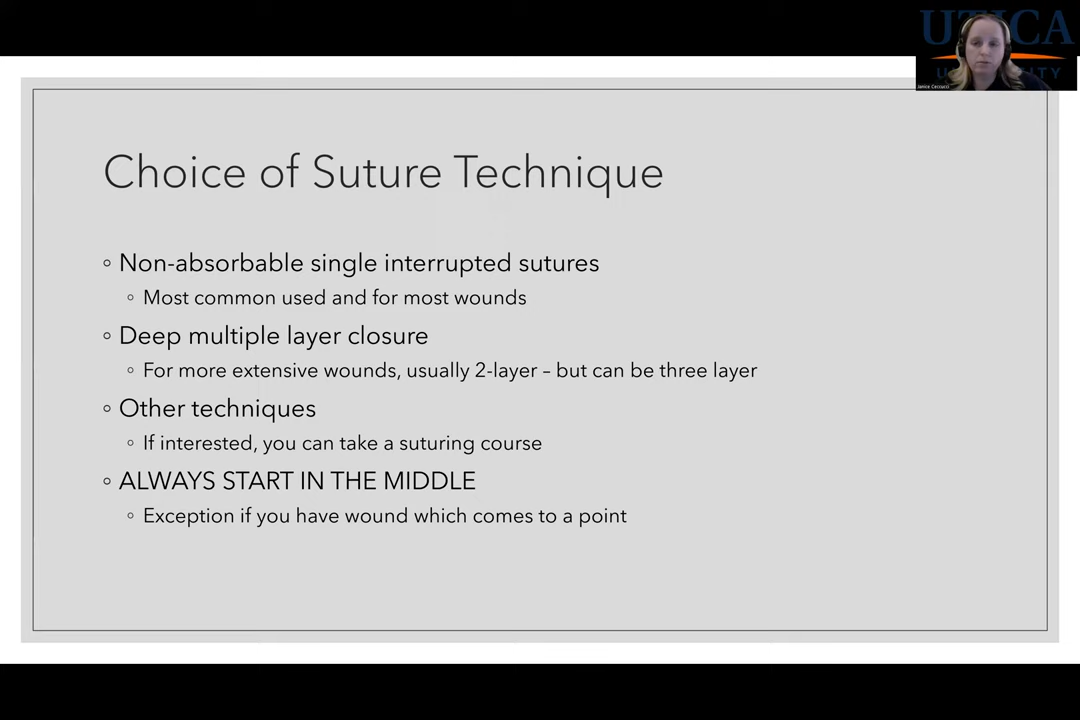 UTICA
Janice Ceccucci
Choice of Suture Technique
◦ Non-absorbable single interrupted sutures
◦ Most common used and for most wounds
◦ Deep multiple layer closure
◦ For more extensive wounds, usually 2-layer – but can be three layer
◦ Other techniques
◦ If interested, you can take a suturing course
◦ ALWAYS START IN THE MIDDLE
◦ Exception if you have wound which comes to a point